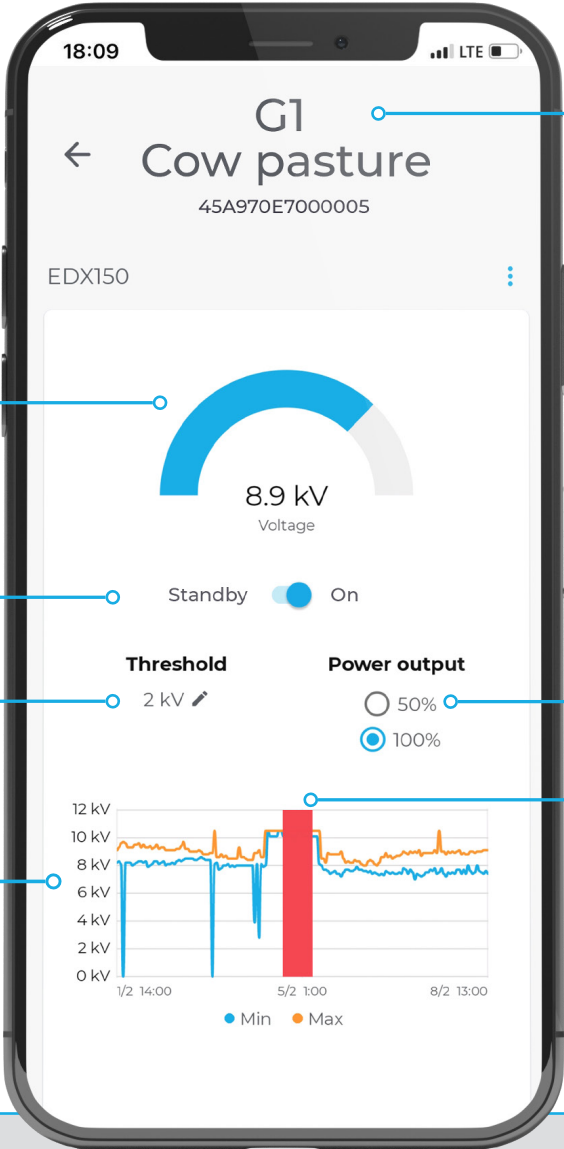 18:09
LTE
G1
Cow pasture
45A970E7000005
EDX150
8.9 kV
Voltage
Standby On
Threshold
2 kV
Power output
50%
100%
12 kV
10 kV
8 kV
6 kV
4 kV
2 kV
0 kV
1/2 14:00 5/2 1:00 8/2 13:00
Min Max